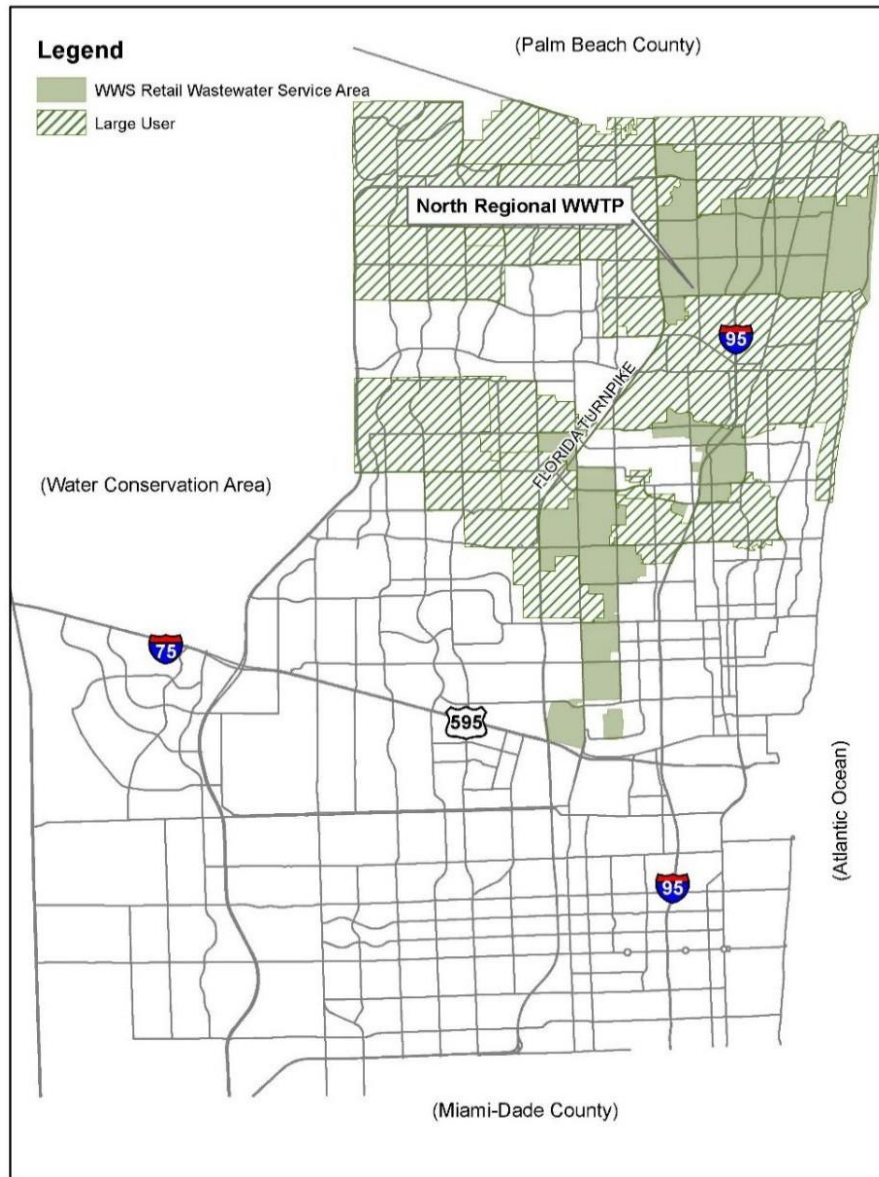 Legend
WWS Retail Wastewater Service Area
Large User
(Palm Beach County)
North Regional WWTP
95
FLORIDA TURNPIKE
(Water Conservation Area)
75
595
(Atlantic Ocean)
95
(Miami-Dade County)